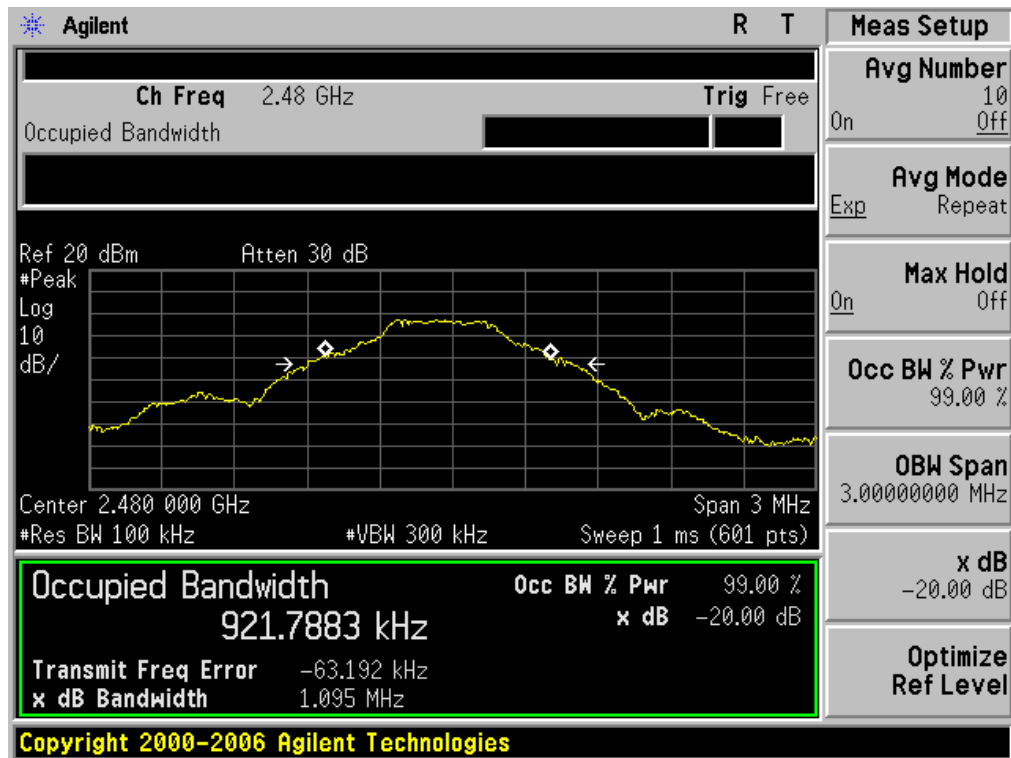 Agilent R T
Ch Freq 2.48 GHz Trig Free
Occupied Bandwidth
Ref 20 dBm Atten 30 dB
#Peak
Log
10
dB/
Center 2.480 000 GHz Span 3 MHz
#Res BW 100 kHz #VBW 300 kHz Sweep 1 ms (601 pts)
Occupied Bandwidth Occ BW % Pwr 99.00 %
921.7883 kHz x dB -20.00 dB
Transmit Freq Error -63.192 kHz
x dB Bandwidth 1.095 MHz
Copyright 2000-2006 Agilent Technologies
Meas Setup
Avg Number
10
On Off
Avg Mode
Exp Repeat
Max Hold
On Off
Occ BW % Pwr
99.00 %
OBW Span
3.00000000 MHz
x dB
-20.00 dB
Optimize
Ref Level